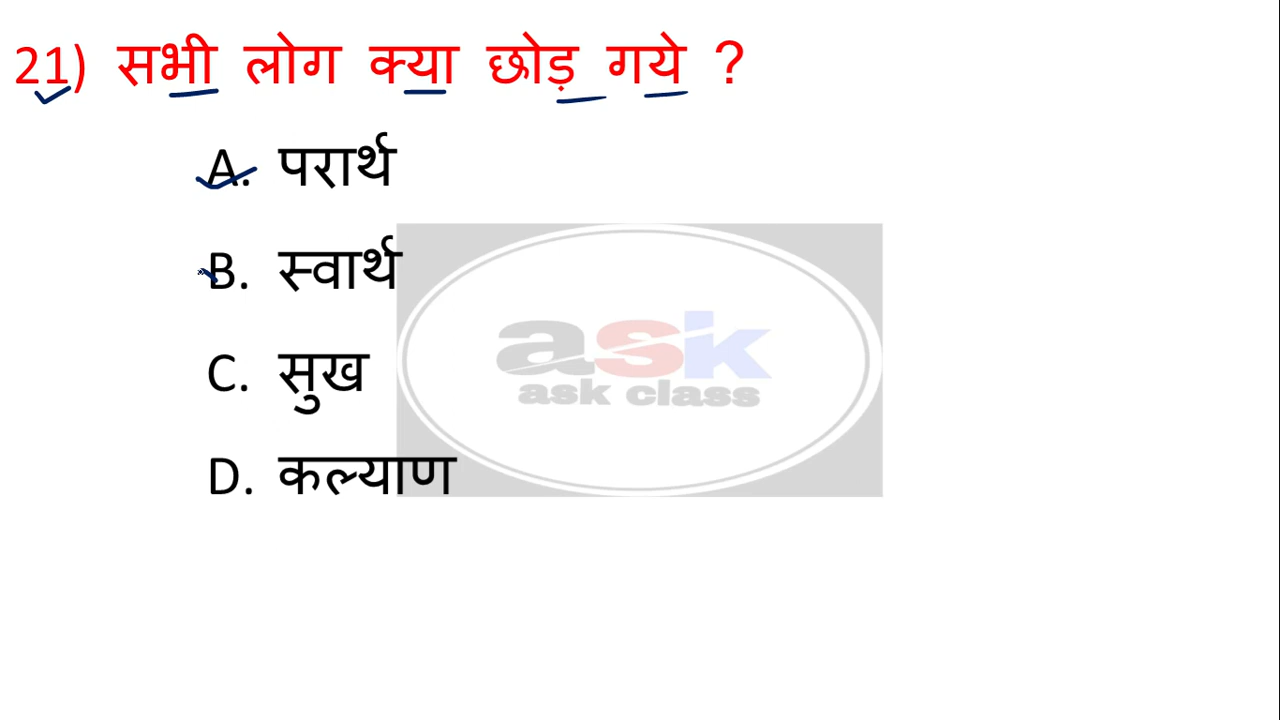 21) सभी लोग क्या छोड़ गये ?
A. परार्थ
B. स्वार्थ
C. सुख
D. कल्याण
ask
ask class